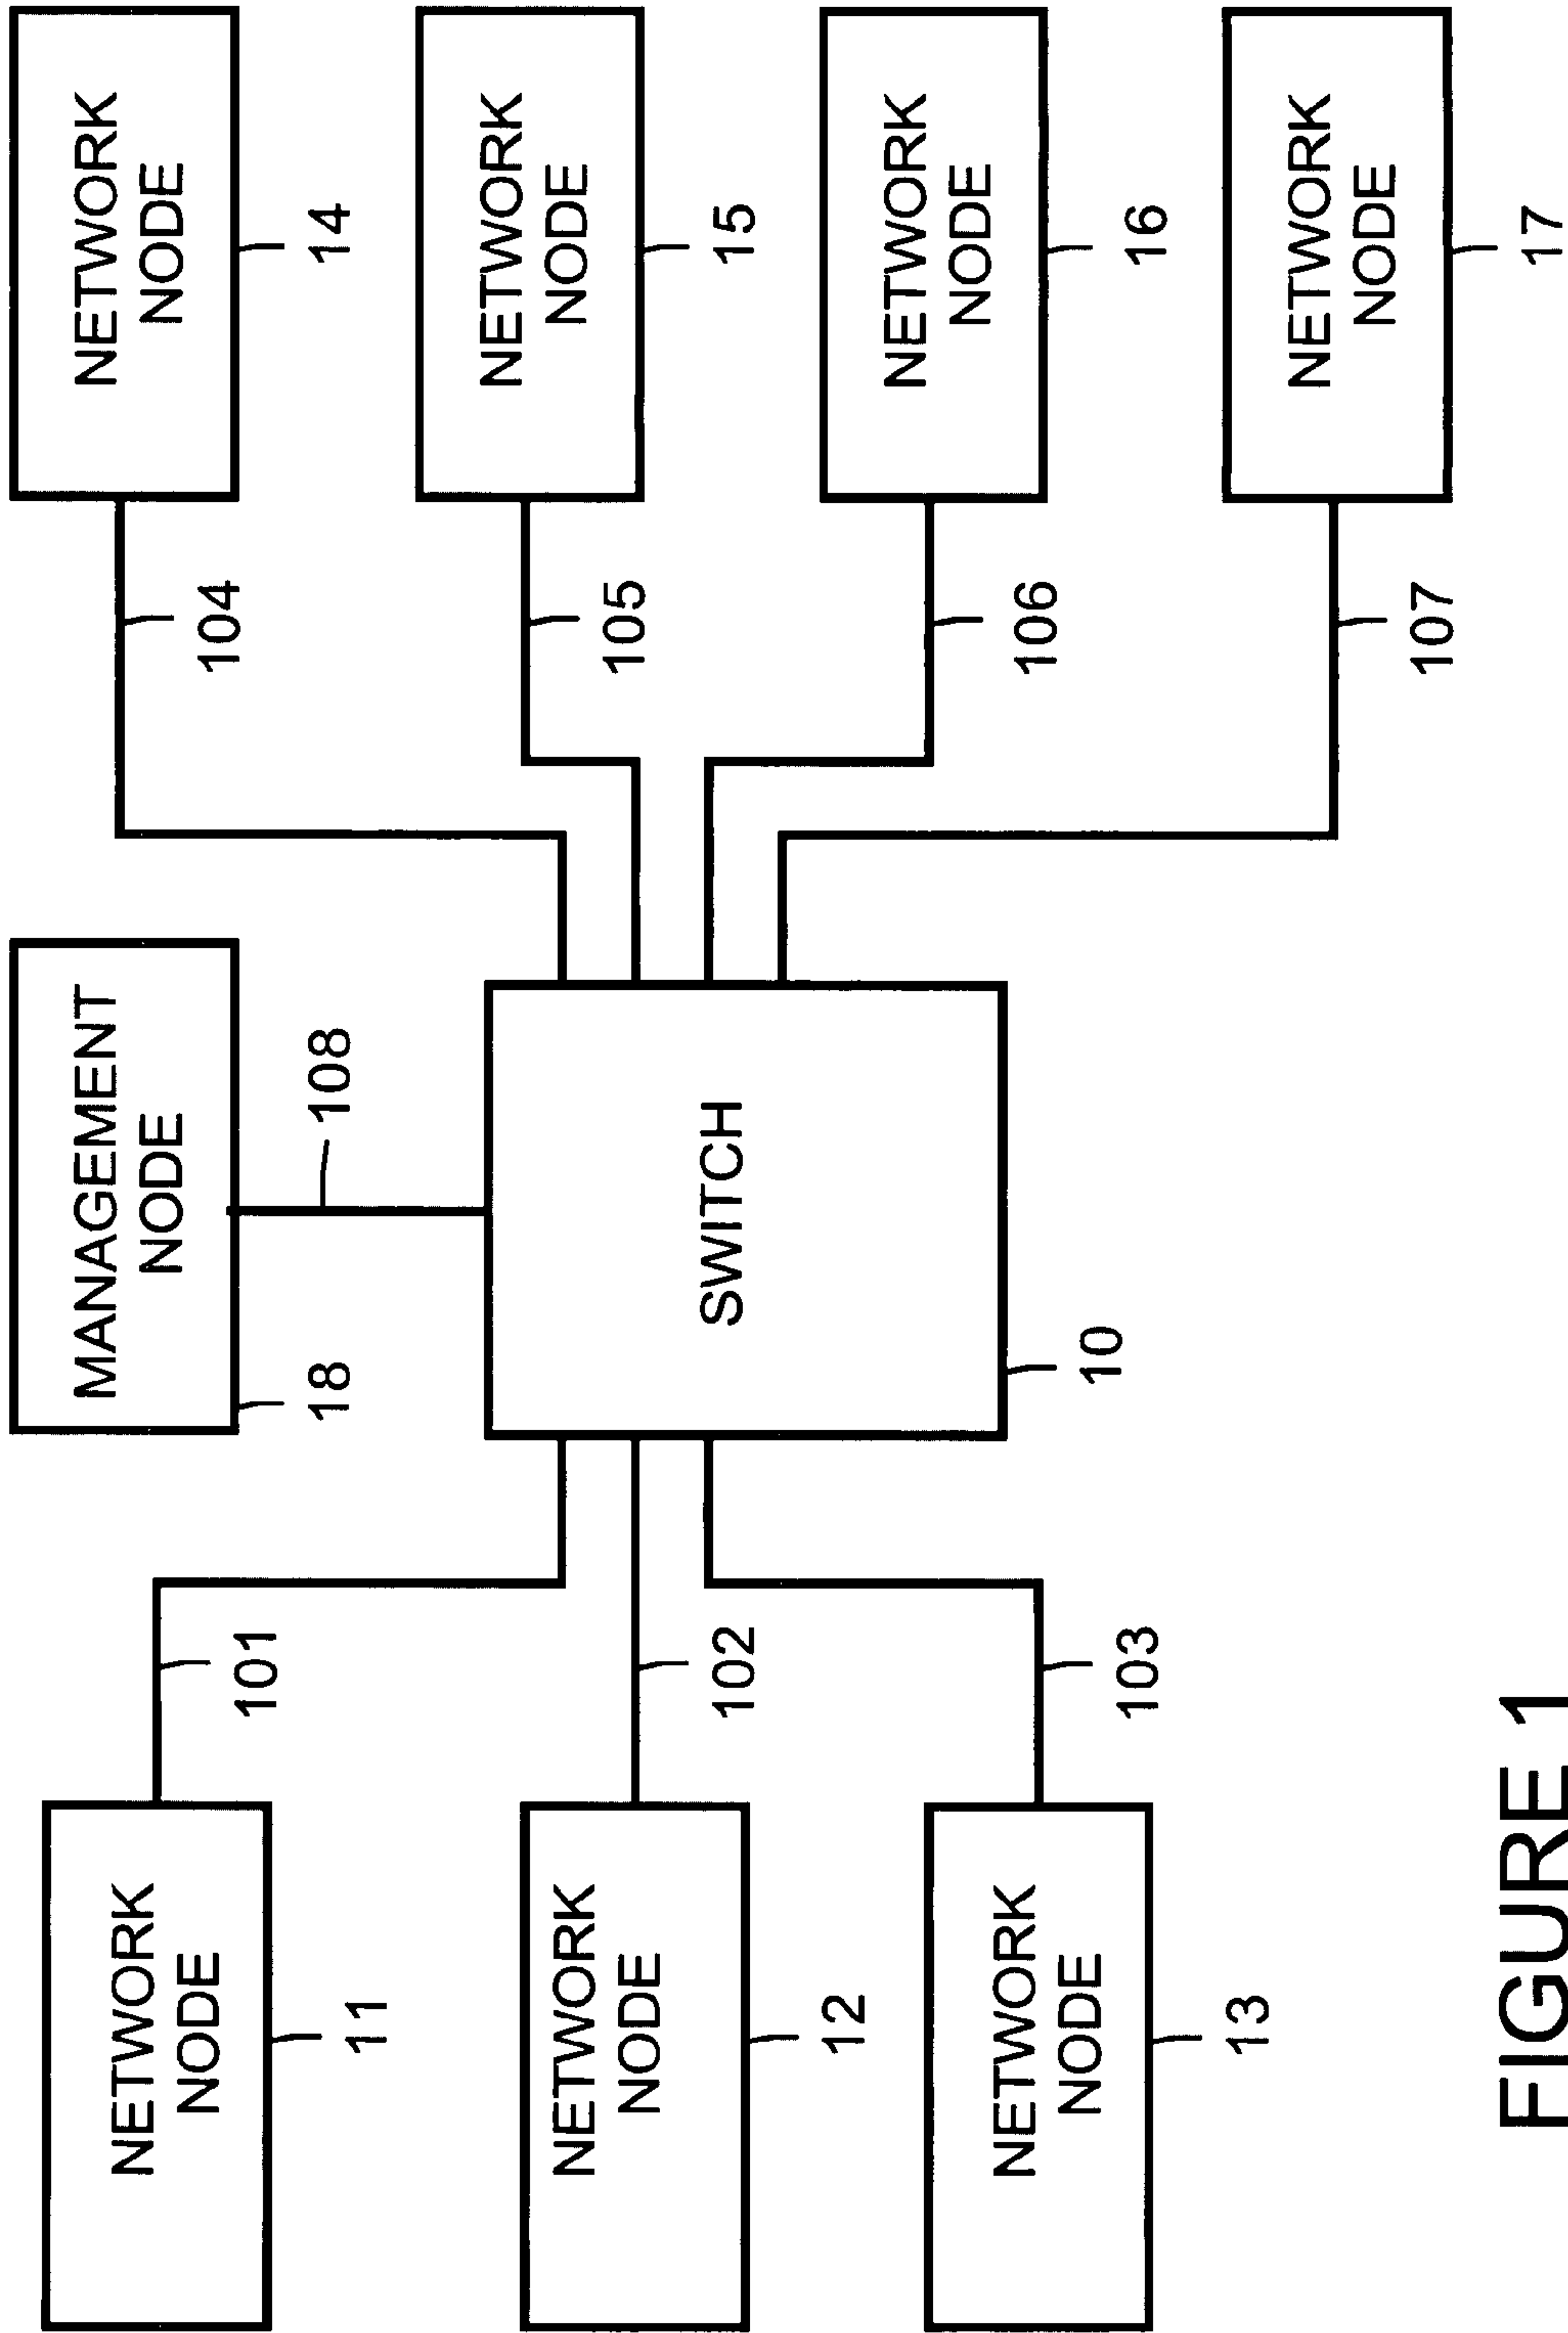 NETWORK
NODE
11
101
NETWORK
NODE
12
102
NETWORK
NODE
13
103
MANAGEMENT
NODE
18
108
SWITCH
10
NETWORK
NODE
14
104
NETWORK
NODE
15
105
NETWORK
NODE
16
106
NETWORK
NODE
17
107
FIGURE 1